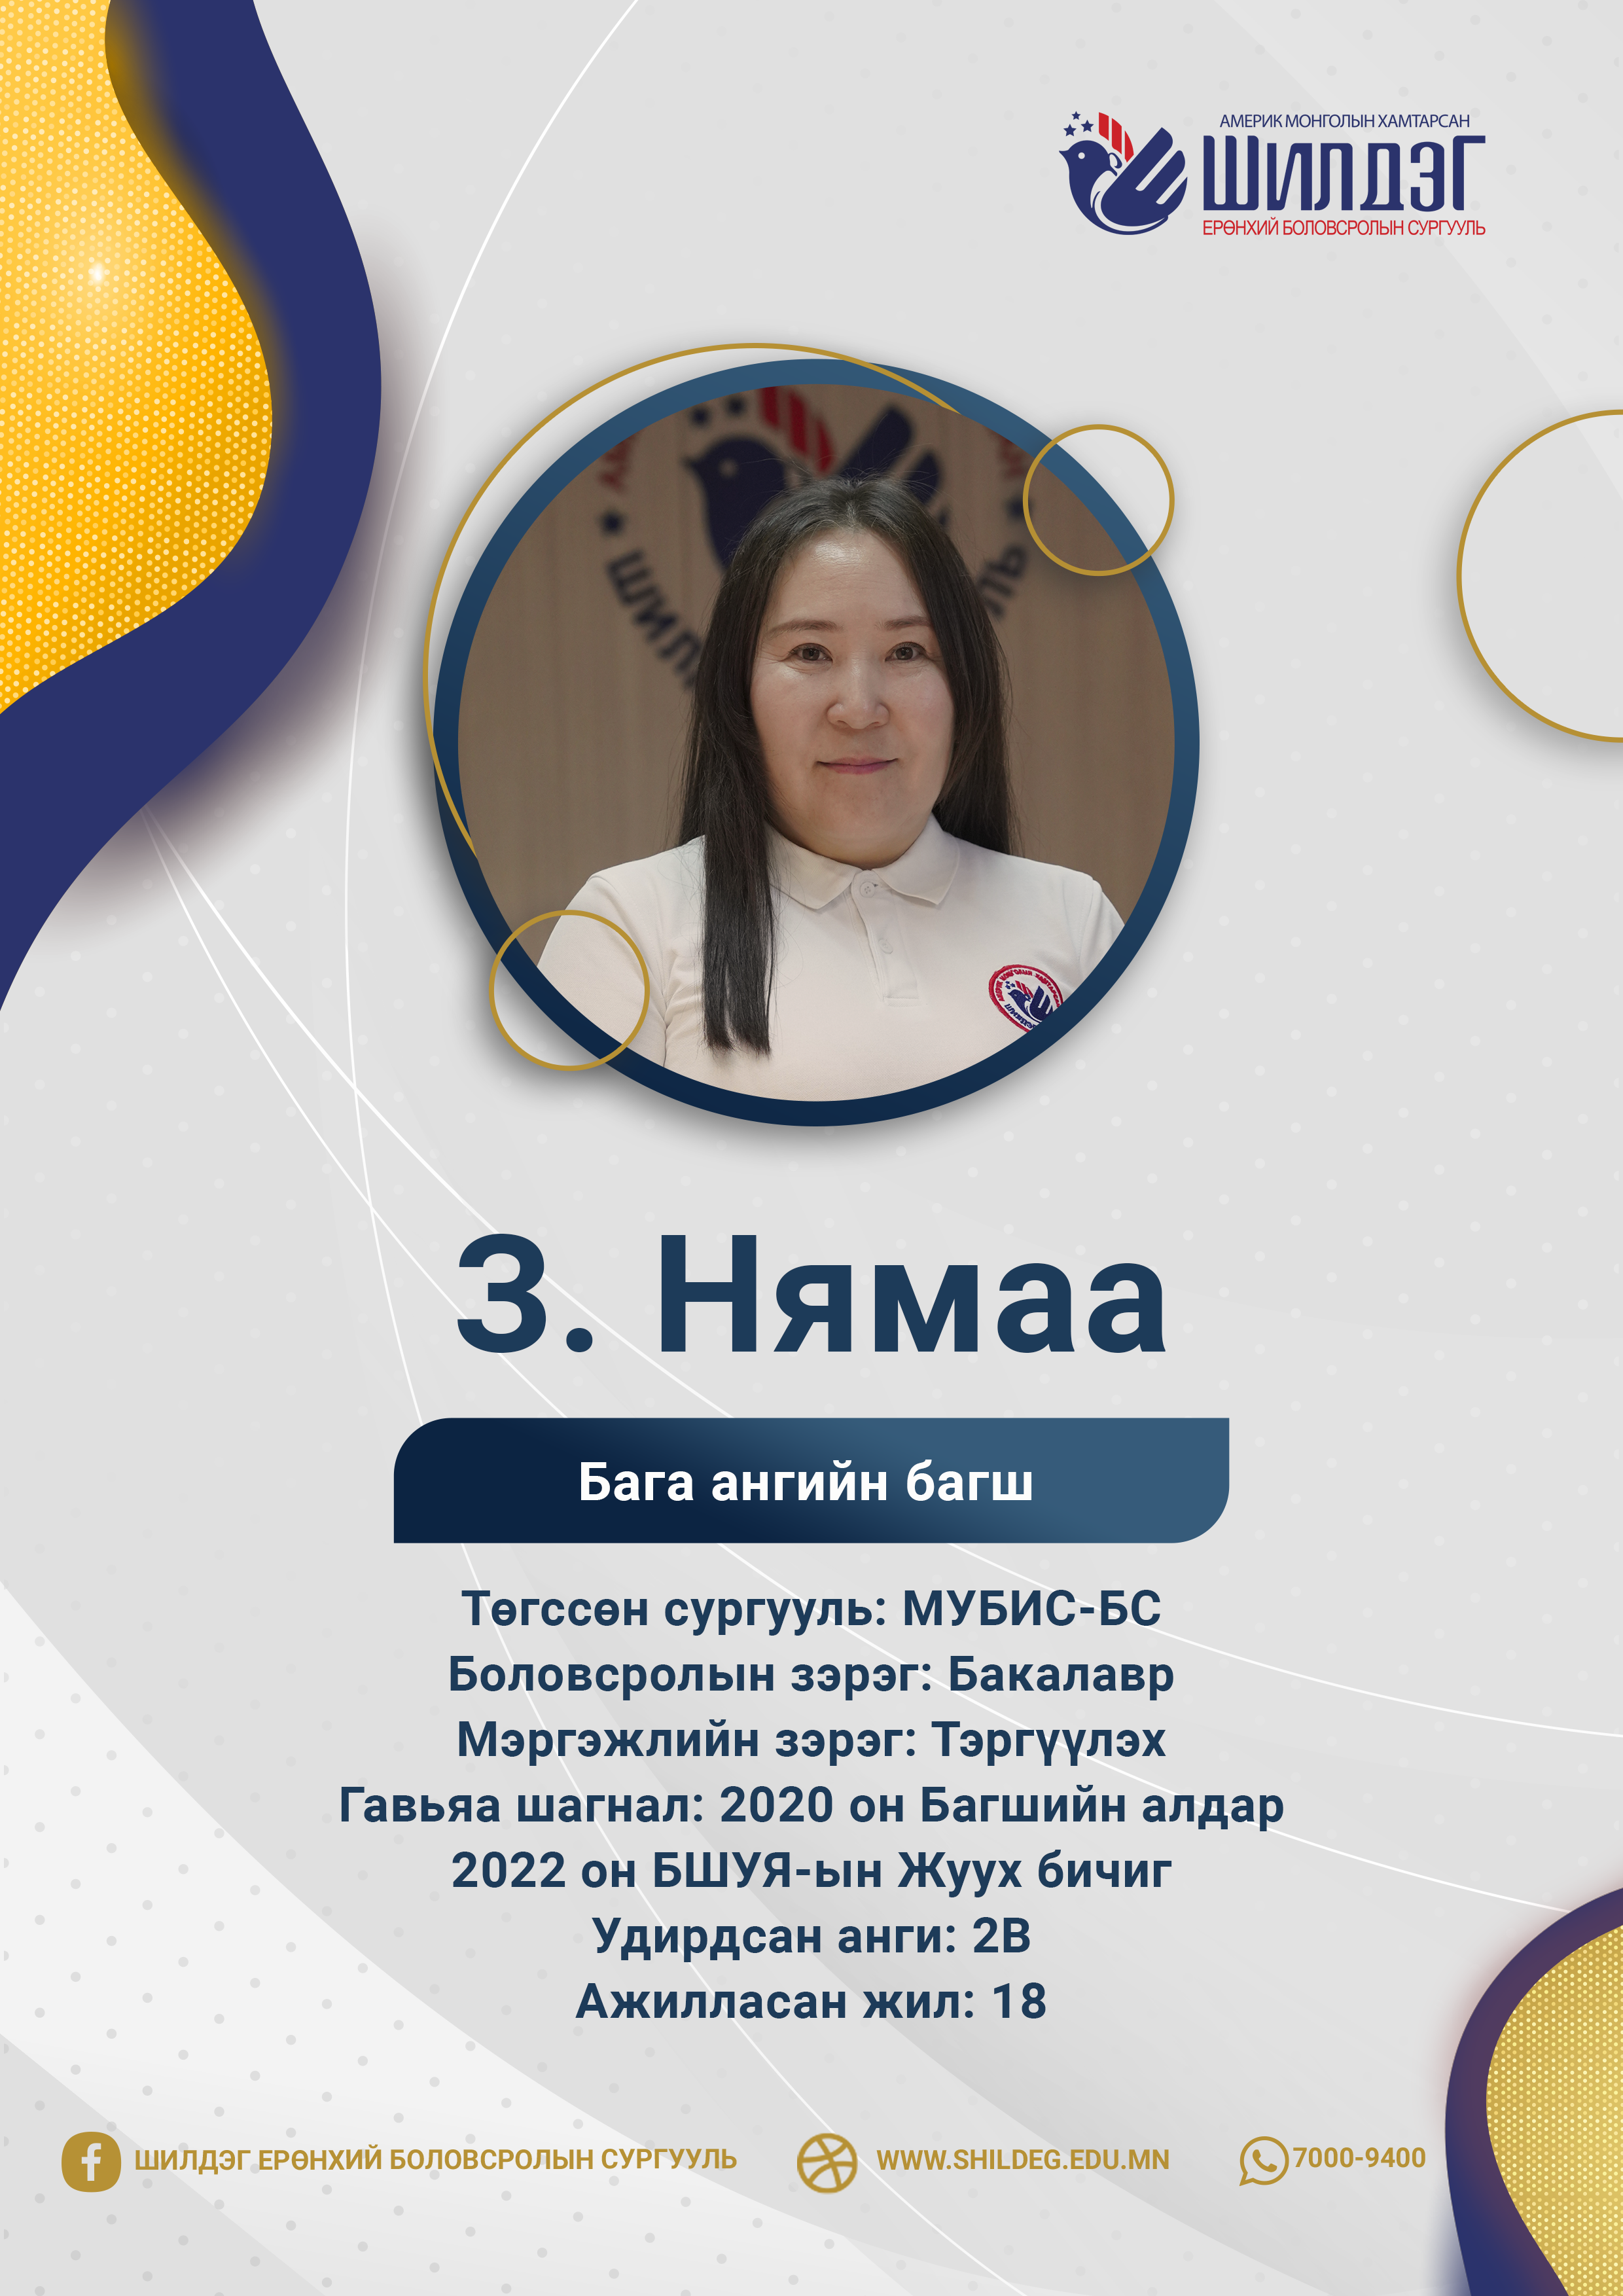 АМЕРИК МОНГОЛЫН ХАМТАРСАН
ШИЛДЭГ
ЕРӨНХИЙ БОЛОВСРОЛЫН СУРГУУЛЬ
З. Нямаа
Бага ангийн багш
Төгссөн сургууль: МУБИС-БС
Боловсролын зэрэг: Бакалавр
Мэргэжлийн зэрэг: Тэргүүлэх
Гавьяа шагнал: 2020 он Багшийн алдар
2022 он БШУЯ-ын Жуух бичиг
Удирдсан анги: 2В
Ажилласан жил: 18
ШИЛДЭГ ЕРӨНХИЙ БОЛОВСРОЛЫН СУРГУУЛЬ
WWW.SHILDEG.EDU.MN
7000-9400